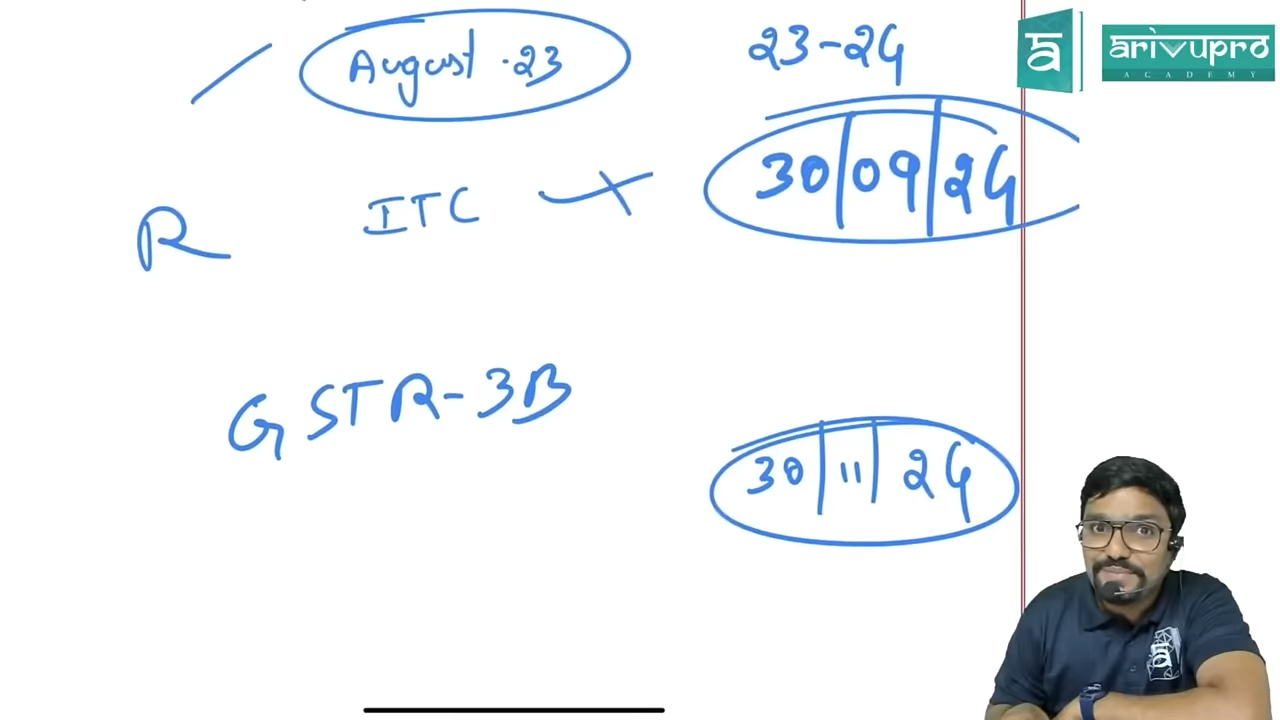 August - 23
23-24
arivupro
ACADEMY
30|09|24
R ITC
GSTR-3B
30|11|24